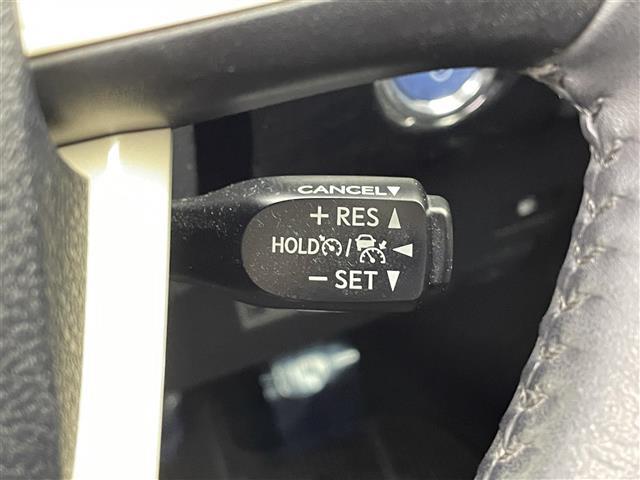 CANCEL▼
+ RES ▲
HOLD / ◀
− SET ▼